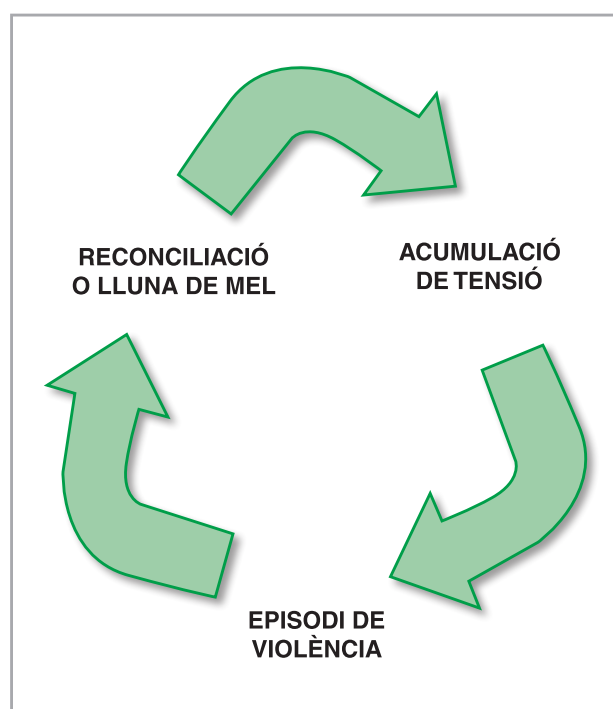 RECONCILIACIÓ
O LLUNA DE MEL
ACUMULACIÓ
DE TENSIÓ
EPISODI DE
VIOLÈNCIA